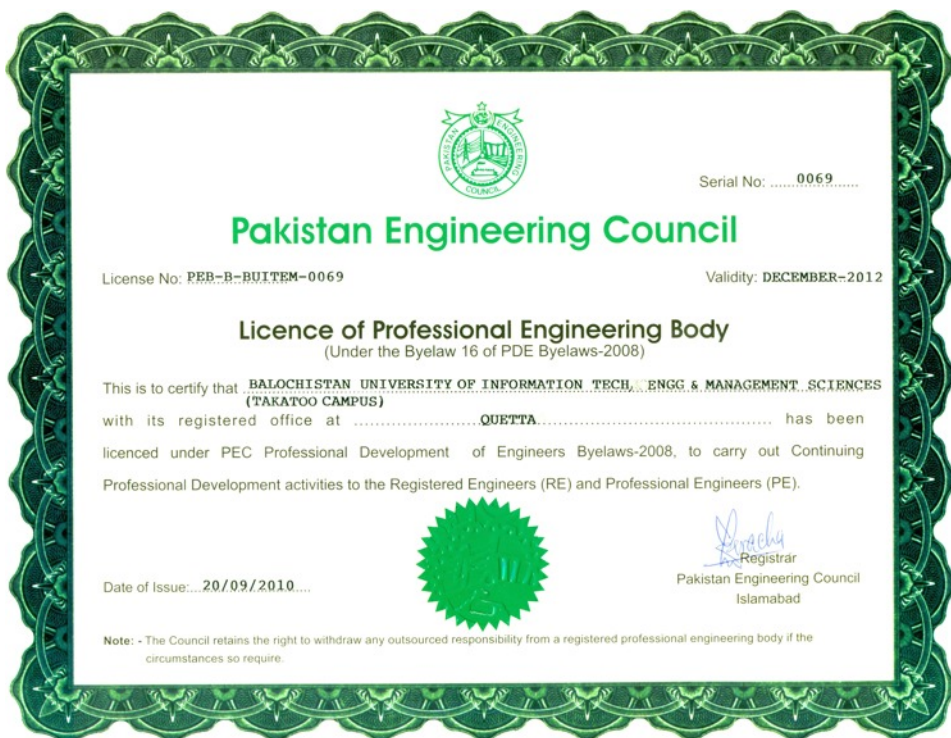 PAKISTAN ENGINEERING
COUNCIL
Serial No: ......0069......
Pakistan Engineering Council
License No: PEB-B-BUITEM-0069
Validity: DECEMBER-2012
Licence of Professional Engineering Body
(Under the Byelaw 16 of PDE Byelaws-2008)
This is to certify that BALOCHISTAN UNIVERSITY OF INFORMATION TECH, ENGG & MANAGEMENT SCIENCES
(TAKATOO CAMPUS)
with its registered office at ......QUETTA...... has been
licenced under PEC Professional Development of Engineers Byelaws-2008, to carry out Continuing
Professional Development activities to the Registered Engineers (RE) and Professional Engineers (PE).
Registrar
Pakistan Engineering Council
Islamabad
Date of Issue:...20/09/2010....
Note: - The Council retains the right to withdraw any outsourced responsibility from a registered professional engineering body if the
circumstances so require.